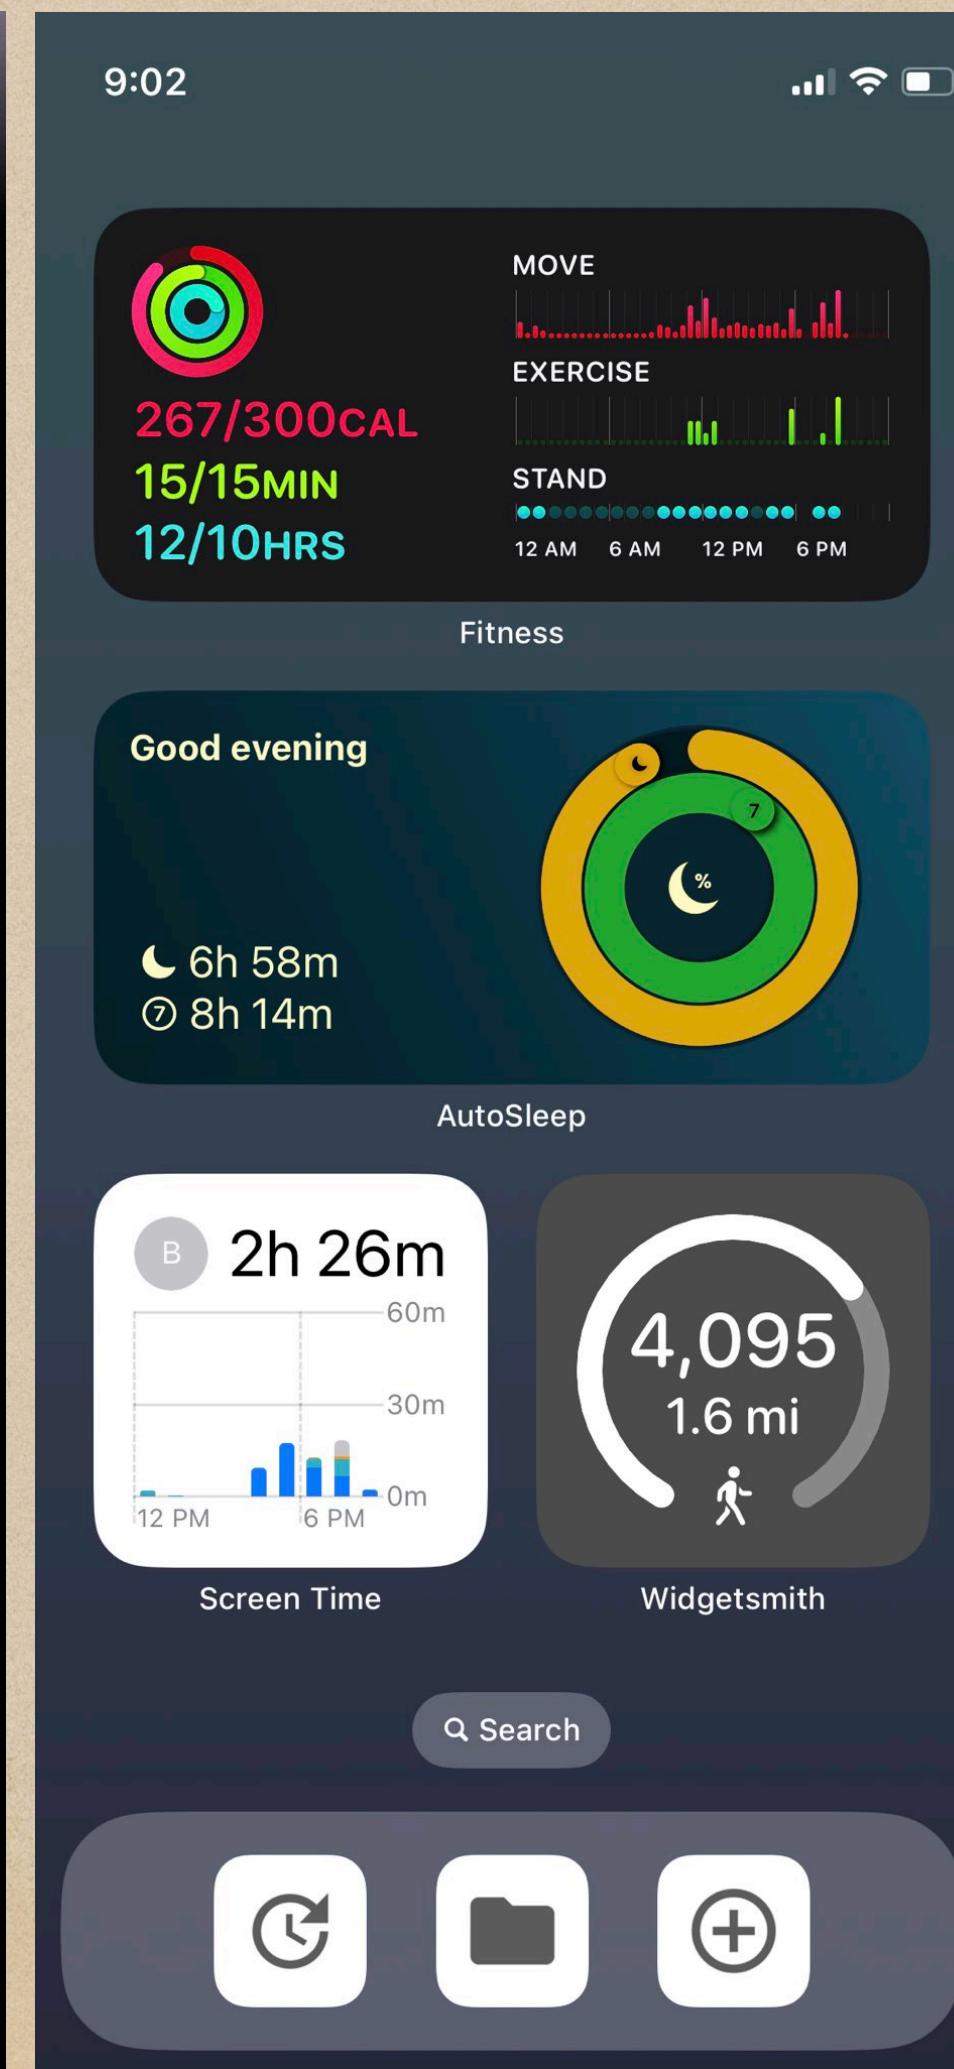 9:02
MOVE
EXERCISE
STAND
12 AM 6 AM 12 PM 6 PM
267/300CAL
15/15MIN
12/10HRS
Fitness
Good evening
6h 58m
7 8h 14m
7
%
AutoSleep
B 2h 26m
60m
30m
0m
12 PM 6 PM
Screen Time
4,095
1.6 mi
Widgetsmith
Search